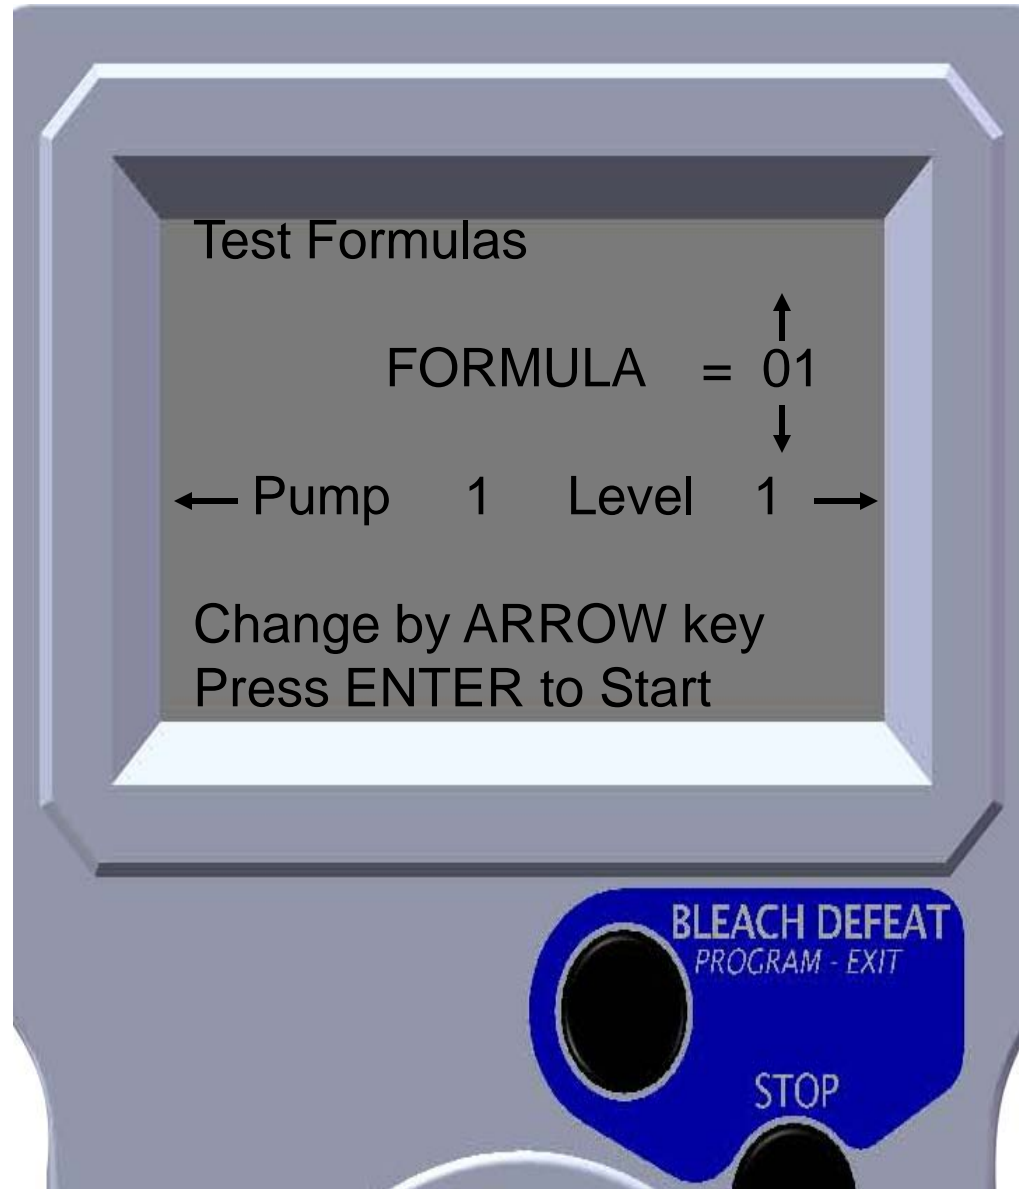 Test Formulas
FORMULA = 01
Pump 1 Level 1
Change by ARROW key
Press ENTER to Start
BLEACH DEFEAT
PROGRAM - EXIT
STOP